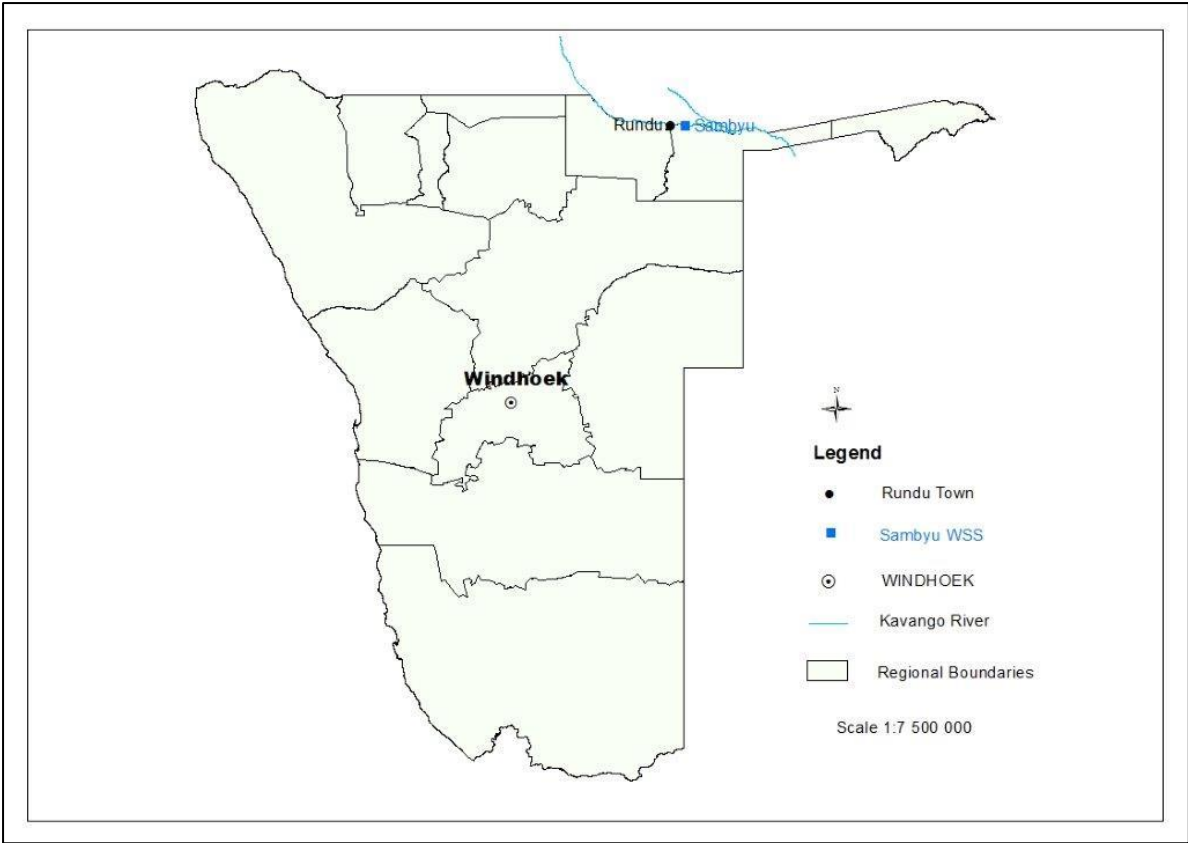 Rundu
Sambyu
Windhoek
N
Legend
Rundu Town
Sambyu WSS
WINDHOEK
Kavango River
Regional Boundaries
Scale 1:7 500 000